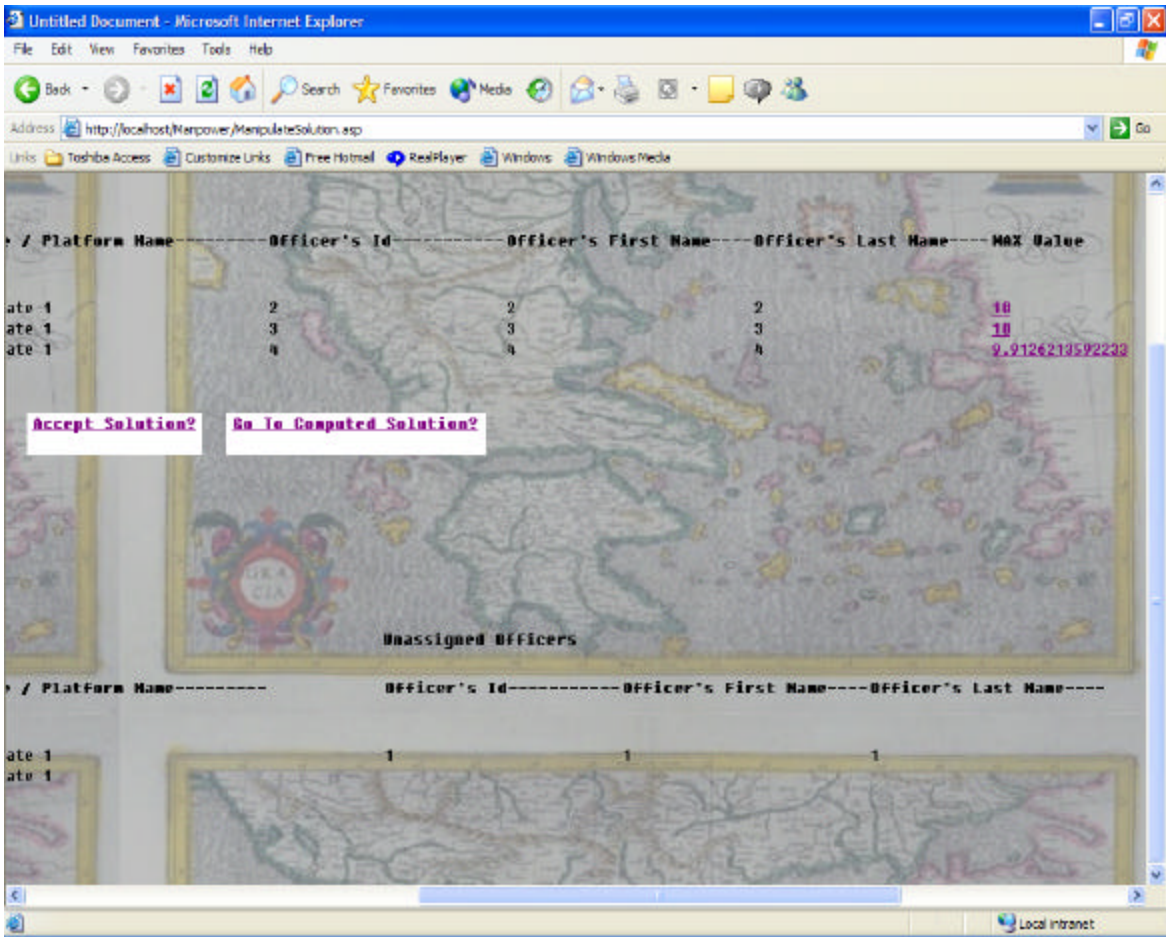 Untitled Document - Microsoft Internet Explorer
File Edit View Favorites Tools Help
Back Search Favorites Media
Address http://localhost/Manpower/ManipulateSolution.asp Go
Links Toshiba Access Customize Links Free Hotmail RealPlayer Windows Windows Media
/ Platform Name---------Officer's Id-----------Officer's First Name----Officer's Last Name----MAX Value
ate 1 2 2 2 10
ate 1 3 3 3 10
ate 1 4 4 4 9.9126213592233
Accept Solution? Go To Computed Solution?
GRÆ
CIA
Unassigned Officers
/ Platform Name--------- Officer's Id-----------Officer's First Name----Officer's Last Name----
ate 1 1 1 1
ate 1
Local intranet